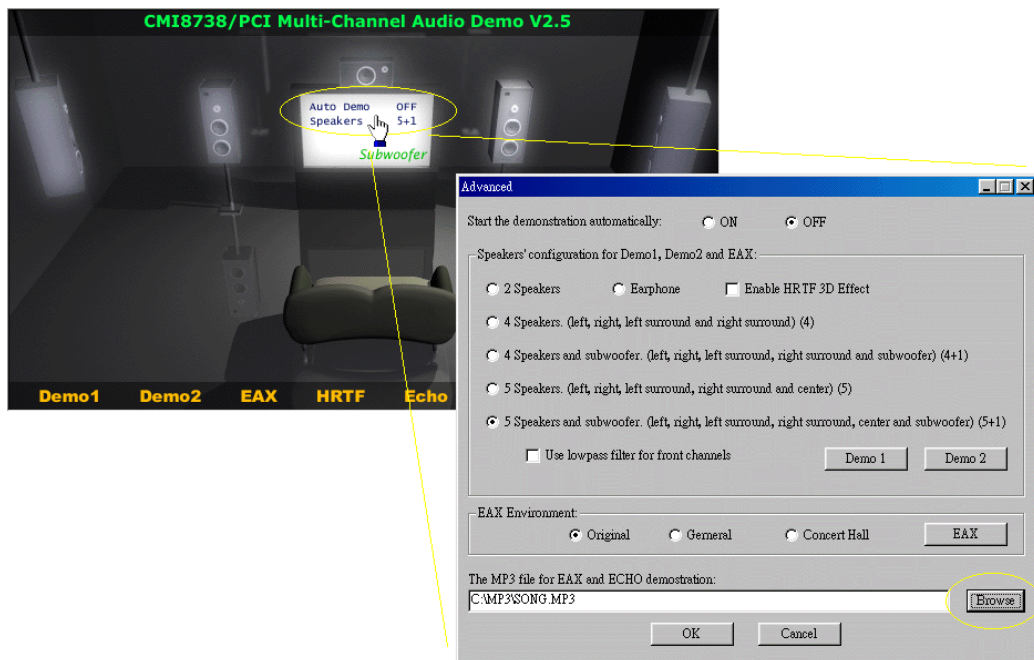 CMI8738/PCI Multi-Channel Audio Demo V2.5
Auto Demo OFF
Speakers 5+1
Subwoofer
Demo1 Demo2 EAX HRTF Echo
Advanced
Start the demonstration automatically: ON OFF
Speakers' configuration for Demo1, Demo2 and EAX:
2 Speakers Earphone Enable HRTF 3D Effect
4 Speakers. (left, right, left surround and right surround) (4)
4 Speakers and subwoofer. (left, right, left surround, right surround and subwoofer) (4+1)
5 Speakers. (left, right, left surround, right surround and center) (5)
5 Speakers and subwoofer. (left, right, left surround, right surround, center and subwoofer) (5+1)
Use lowpass filter for front channels Demo 1 Demo 2
EAX Environment:
Original Gerneral Concert Hall EAX
The MP3 file for EAX and ECHO demostration:
C:\MP3\SONG.MP3 Browse
OK Cancel